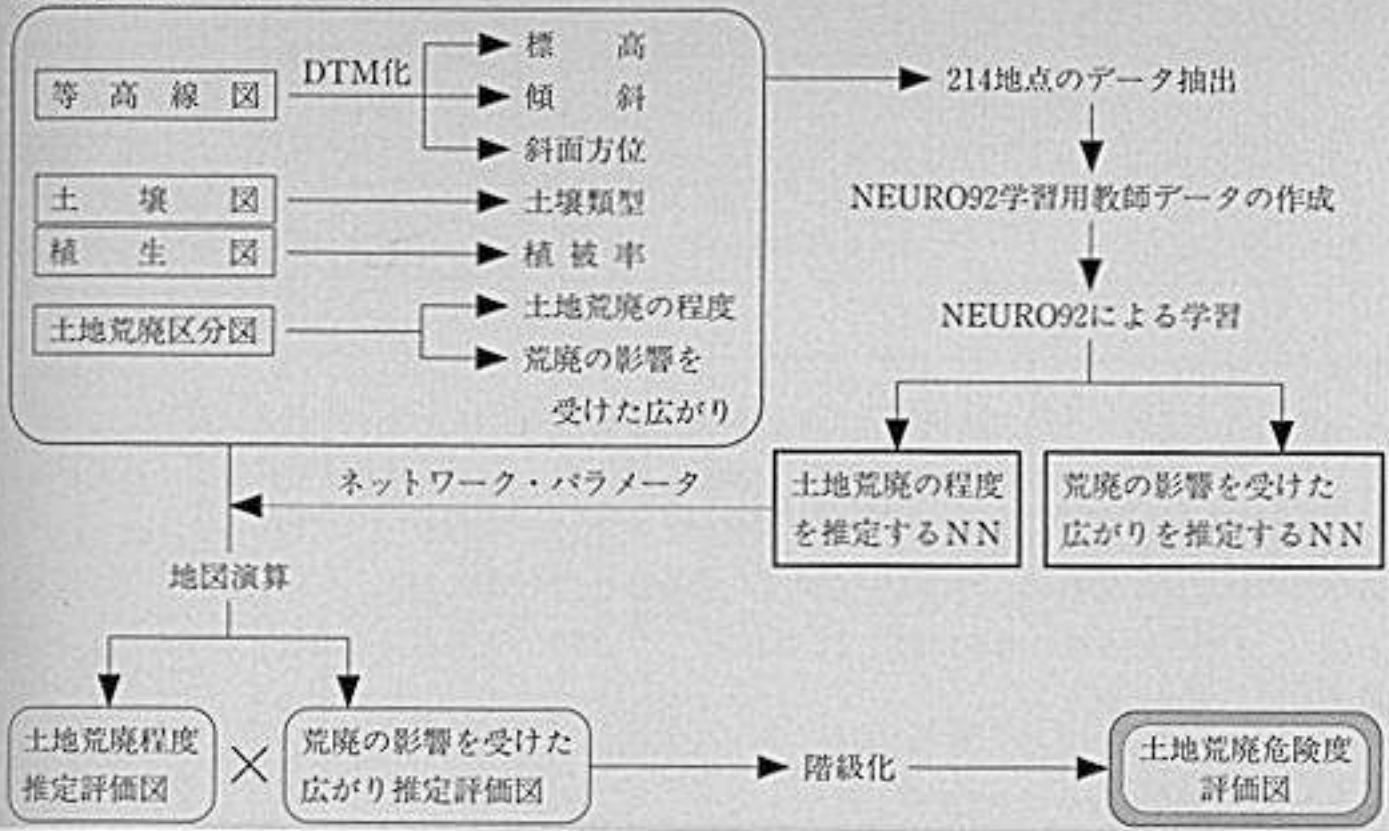 等高線図
DTM化
標高
傾斜
斜面方位
土壌図
土壌類型
植生図
植被率
土地荒廃区分図
土地荒廃の程度
荒廃の影響を
受けた広がり
214地点のデータ抽出
NEURO92学習用教師データの作成
NEURO92による学習
土地荒廃の程度
を推定するNN
荒廃の影響を受けた
広がりを推定するNN
ネットワーク・パラメータ
地図演算
土地荒廃程度
推定評価図
×
荒廃の影響を受けた
広がり推定評価図
階級化
土地荒廃危険度
評価図